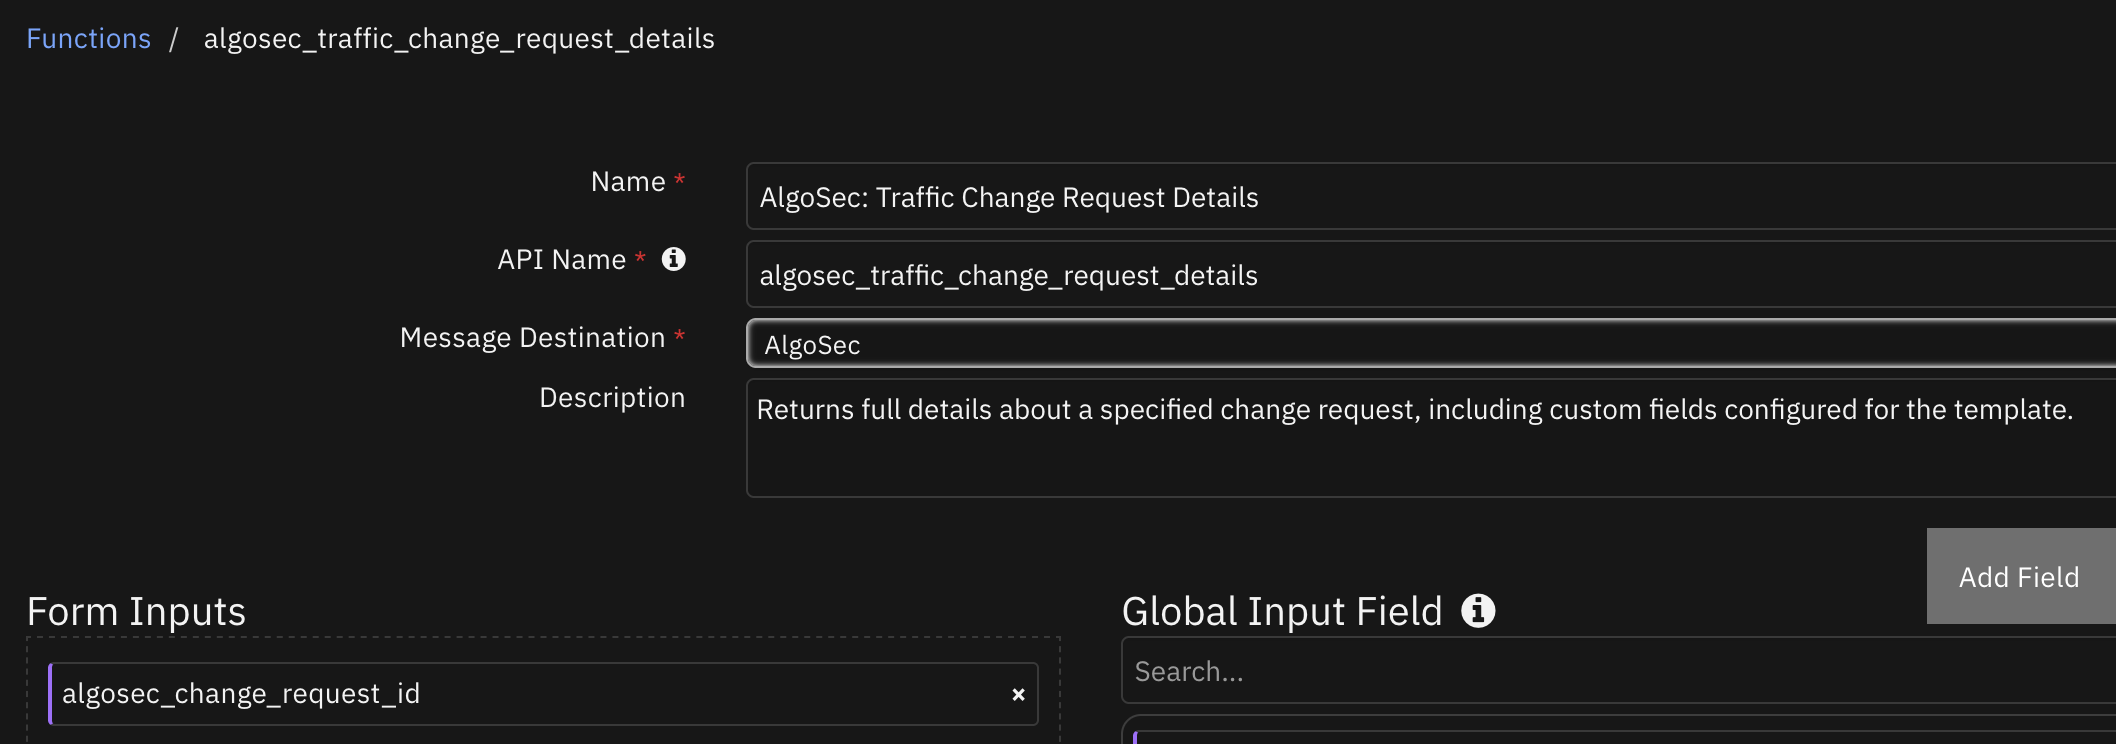 Functions / algosec_traffic_change_request_details
Name *
AlgoSec: Traffic Change Request Details
API Name *
algosec_traffic_change_request_details
Message Destination *
AlgoSec
Description
Returns full details about a specified change request, including custom fields configured for the template.
Add Field
Form Inputs
Global Input Field
algosec_change_request_id ×
Search...